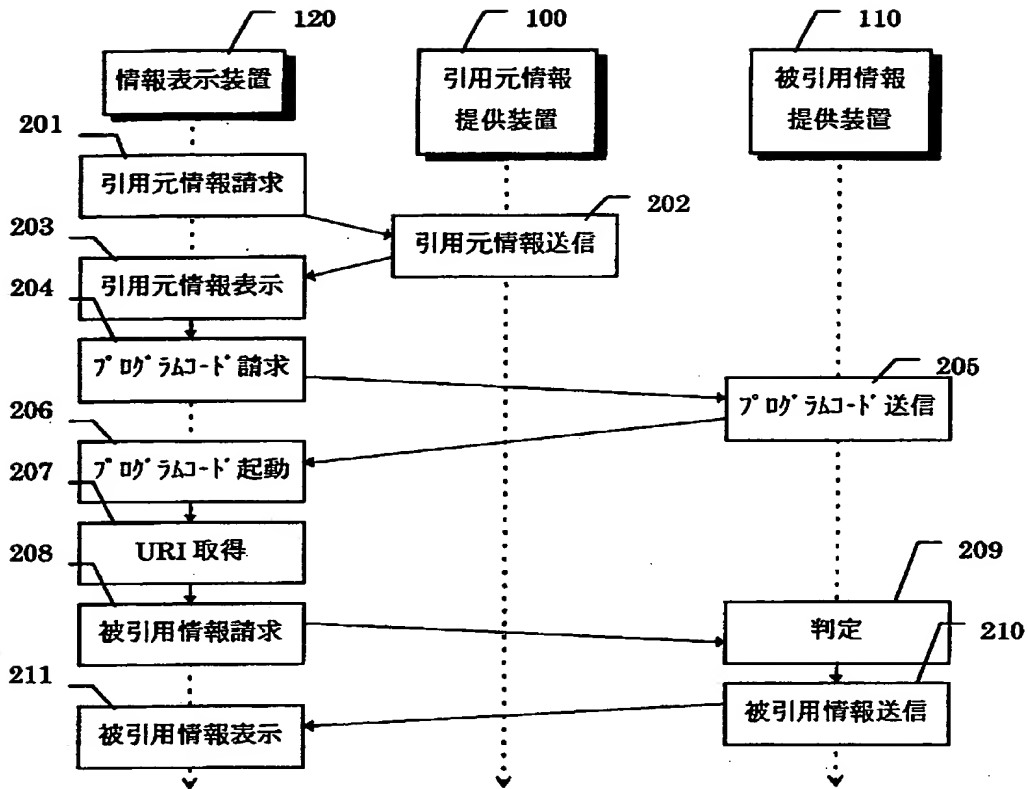 120
100
110
情報表示装置
引用元情報
提供装置
被引用情報
提供装置
201
引用元情報請求
202
引用元情報送信
203
引用元情報表示
204
プログラムコード請求
205
プログラムコード送信
206
プログラムコード起動
207
URI 取得
208
被引用情報請求
209
判定
210
被引用情報送信
211
被引用情報表示